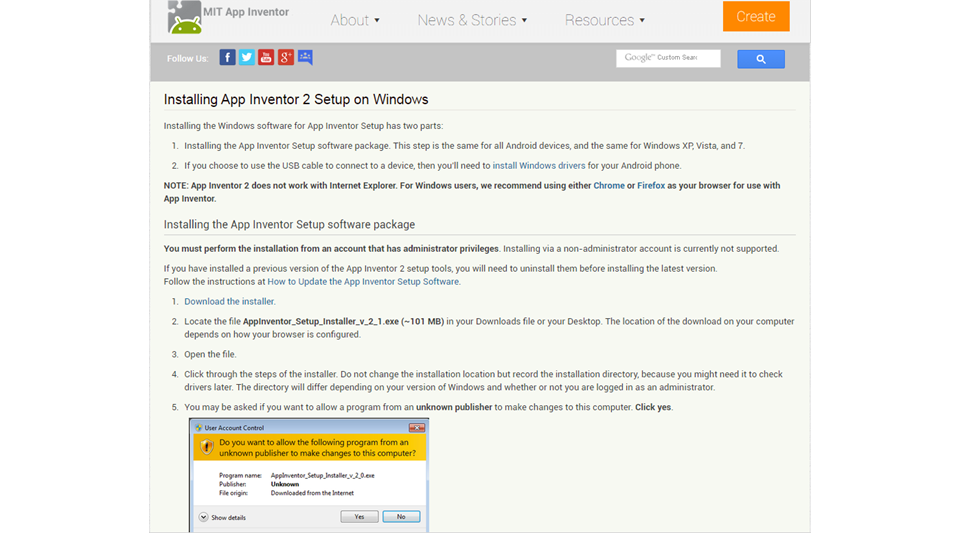 MIT App Inventor
About
News & Stories
Resources
Create
Follow Us:
Google™ Custom Sear
Installing App Inventor 2 Setup on Windows
Installing the Windows software for App Inventor Setup has two parts:
1. Installing the App Inventor Setup software package. This step is the same for all Android devices, and the same for Windows XP, Vista, and 7.
2. If you choose to use the USB cable to connect to a device, then you'll need to install Windows drivers for your Android phone.
NOTE: App Inventor 2 does not work with Internet Explorer. For Windows users, we recommend using either Chrome or Firefox as your browser for use with
App Inventor.
Installing the App Inventor Setup software package
You must perform the installation from an account that has administrator privileges. Installing via a non-administrator account is currently not supported.
If you have installed a previous version of the App Inventor 2 setup tools, you will need to uninstall them before installing the latest version.
Follow the instructions at How to Update the App Inventor Setup Software.
1. Download the installer.
2. Locate the file AppInventor_Setup_Installer_v_2_1.exe (~101 MB) in your Downloads file or your Desktop. The location of the download on your computer
depends on how your browser is configured.
3. Open the file.
4. Click through the steps of the installer. Do not change the installation location but record the installation directory, because you might need it to check
drivers later. The directory will differ depending on your version of Windows and whether or not you are logged in as an administrator.
5. You may be asked if you want to allow a program from an unknown publisher to make changes to this computer. Click yes.
User Account Control
Do you want to allow the following program from an
unknown publisher to make changes to this computer?
Program name: AppInventor_Setup_Installer_v_2_0.exe
Publisher: Unknown
File origin: Downloaded from the Internet
Show details
Yes
No